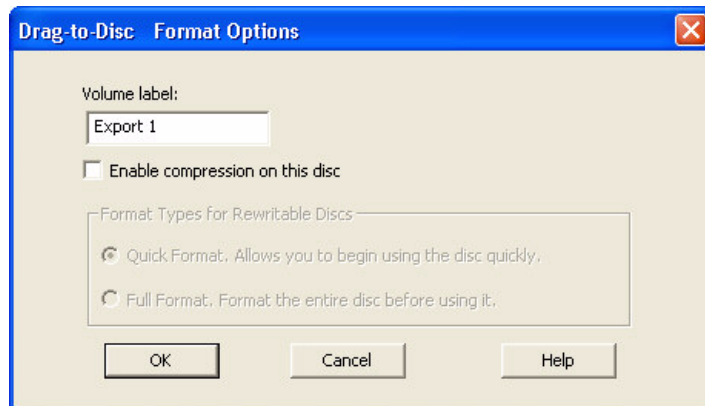 Drag-to-Disc Format Options
Volume label:
Export 1
Enable compression on this disc
Format Types for Rewritable Discs
Quick Format. Allows you to begin using the disc quickly.
Full Format. Format the entire disc before using it.
OK Cancel Help